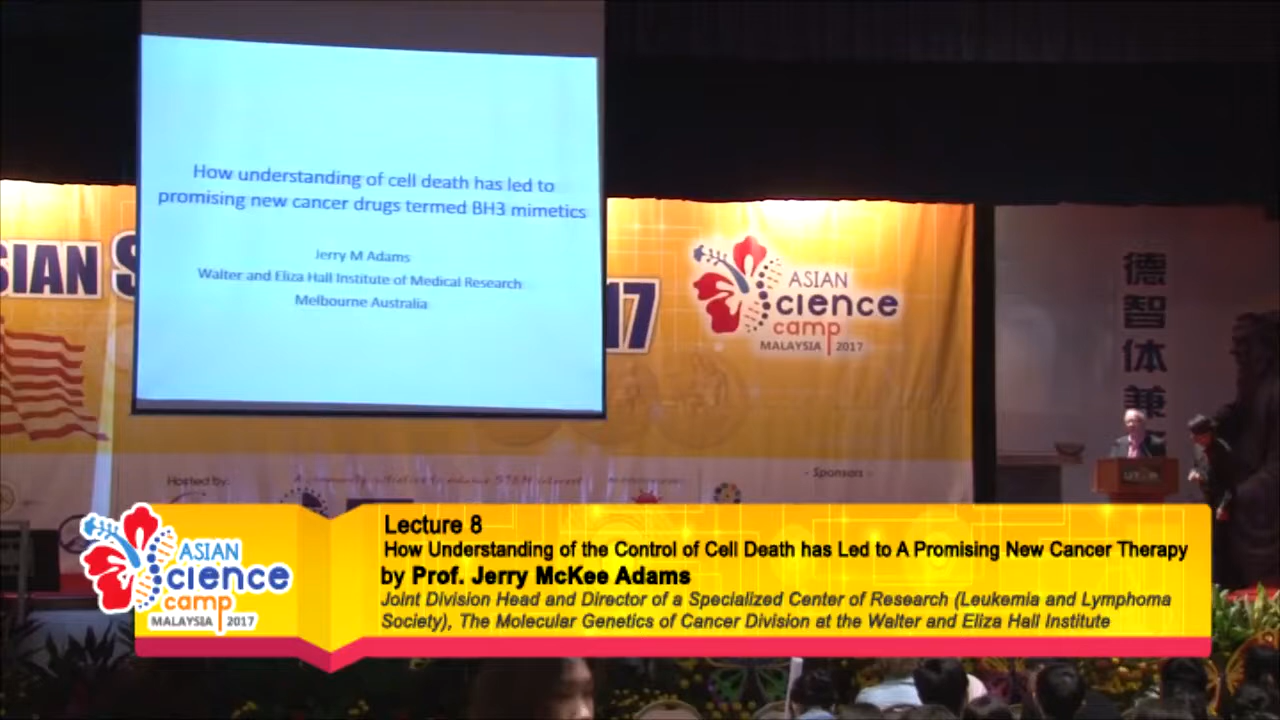 How understanding of cell death has led to
promising new cancer drugs termed BH3 mimetics
Jerry M Adams
Walter and Eliza Hall Institute of Medical Research
Melbourne Australia
SIAN S
17
ASIAN
Science
camp
MALAYSIA 2017
德
智
体
兼
Hosted by:
- Sponsors -
Lecture 8
How Understanding of the Control of Cell Death has Led to A Promising New Cancer Therapy
by Prof. Jerry McKee Adams
Joint Division Head and Director of a Specialized Center of Research (Leukemia and Lymphoma
Society), The Molecular Genetics of Cancer Division at the Walter and Eliza Hall Institute
ASIAN
Science
camp
MALAYSIA 2017